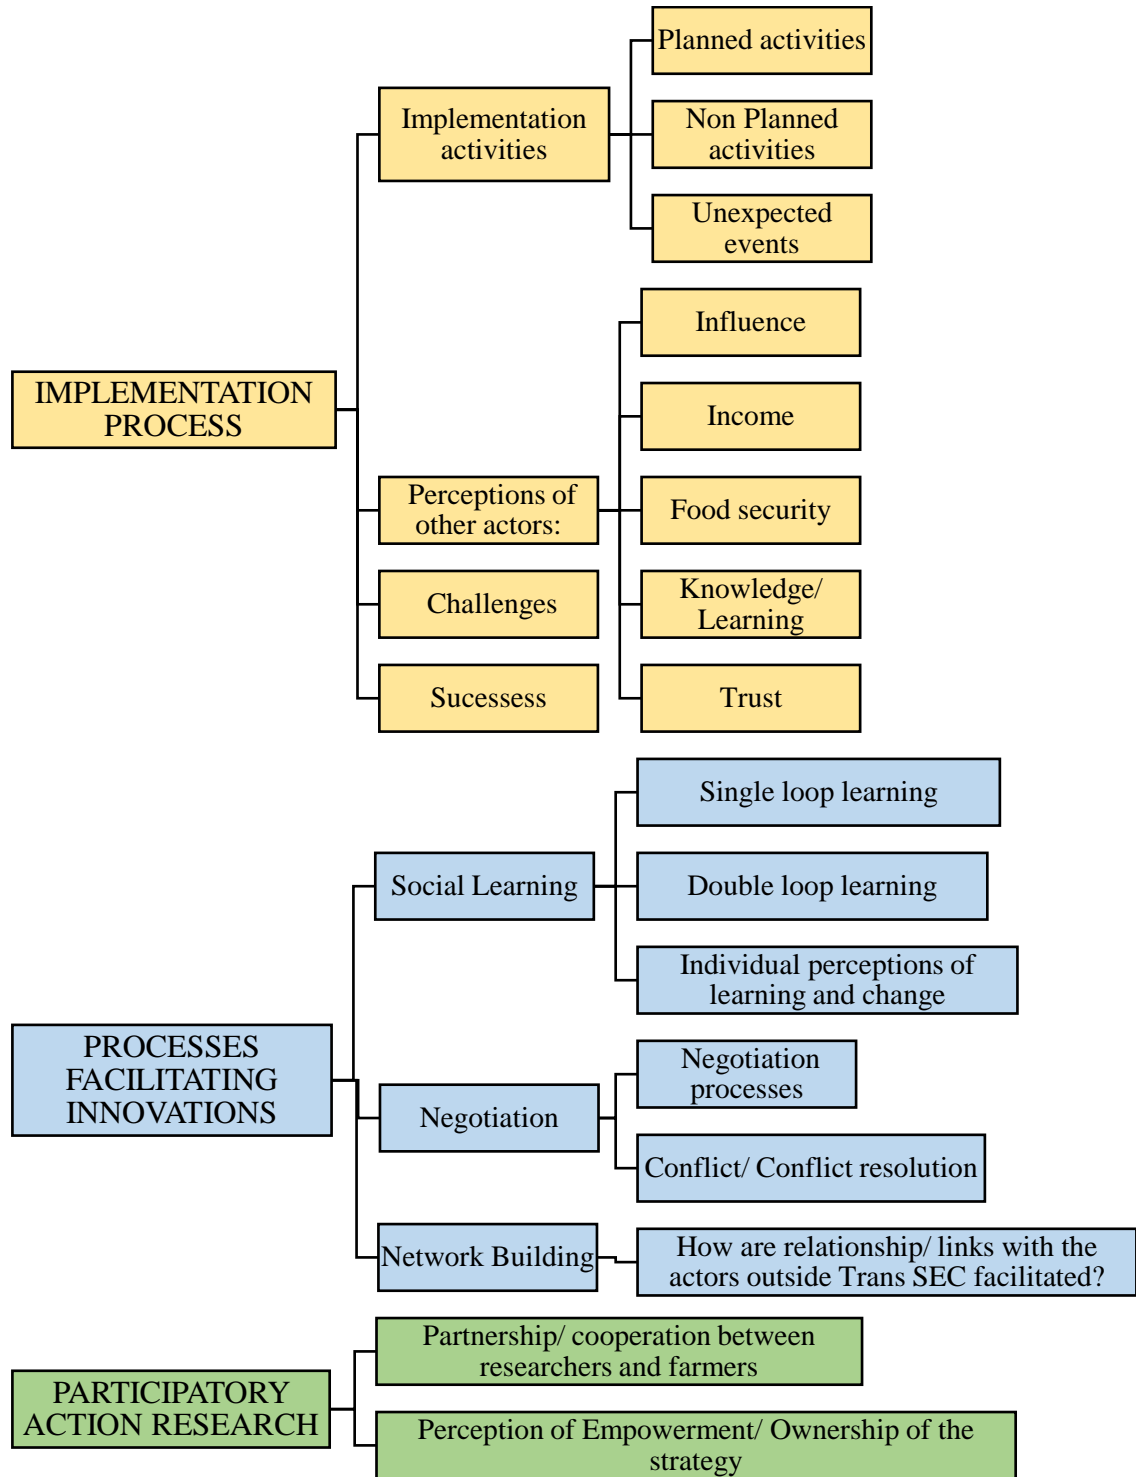 Planned activities
Implementation
activities
Non Planned
activities
Unexpected
events
IMPLEMENTATION
PROCESS
Influence
Income
Perceptions of
other actors:
Food security
Challenges
Knowledge/
Learning
Sucessess
Trust
PROCESSES
FACILITATING
INNOVATIONS
Social Learning
Single loop learning
Double loop learning
Individual perceptions of
learning and change
Negotiation
Negotiation
processes
Conflict/ Conflict resolution
Network Building
How are relationship/ links with the
actors outside Trans SEC facilitated?
PARTICIPATORY
ACTION RESEARCH
Partnership/ cooperation between
researchers and farmers
Perception of Empowerment/ Ownership of the
strategy